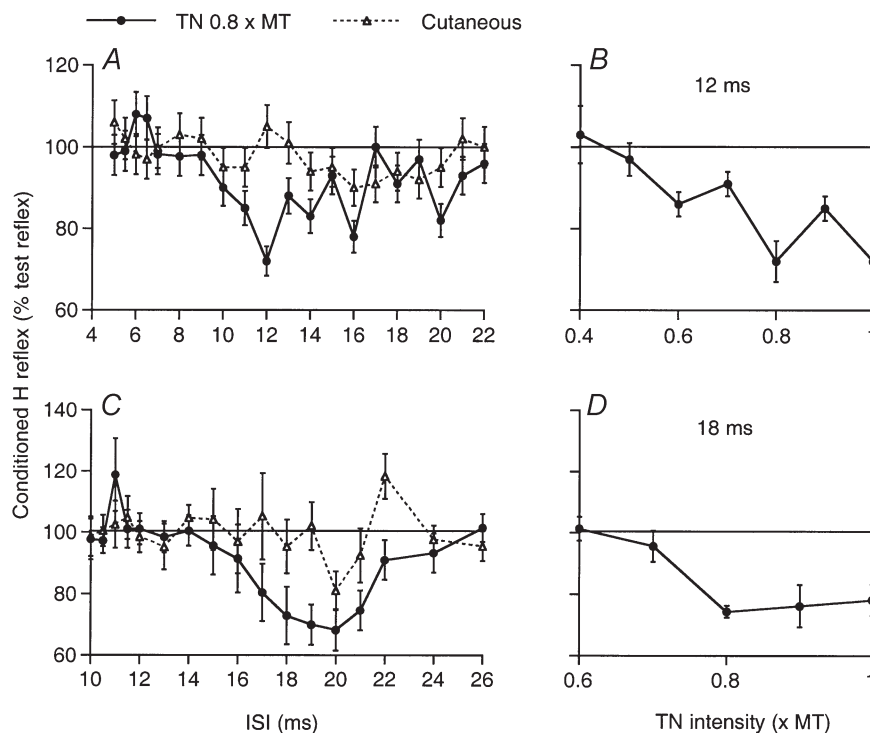 TN 0.8 x MT Cutaneous
A B
12 ms
120
100
80
60
4 6 8 10 12 14 16 18 20 22
0.4 0.6 0.8 1
Conditioned H reflex (% test reflex)
C D
18 ms
140
120
100
80
60
10 12 14 16 18 20 22 24 26
0.6 0.8 1
ISI (ms) TN intensity (x MT)